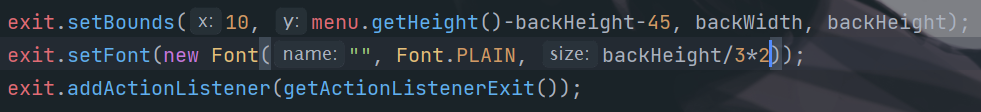 exit.setBounds( x: 10, y: menu.getHeight()-backHeight-45, backWidth, backHeight);
exit.setFont(new Font( name: "", Font.PLAIN, size: backHeight/3*2));
exit.addActionListener(getActionListenerExit());